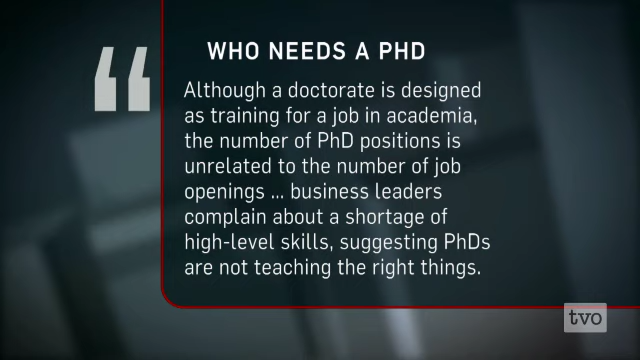 WHO NEEDS A PHD
Although a doctorate is designed
as training for a job in academia,
the number of PhD positions is
unrelated to the number of job
openings ... business leaders
complain about a shortage of
high-level skills, suggesting PhDs
are not teaching the right things.
tvo